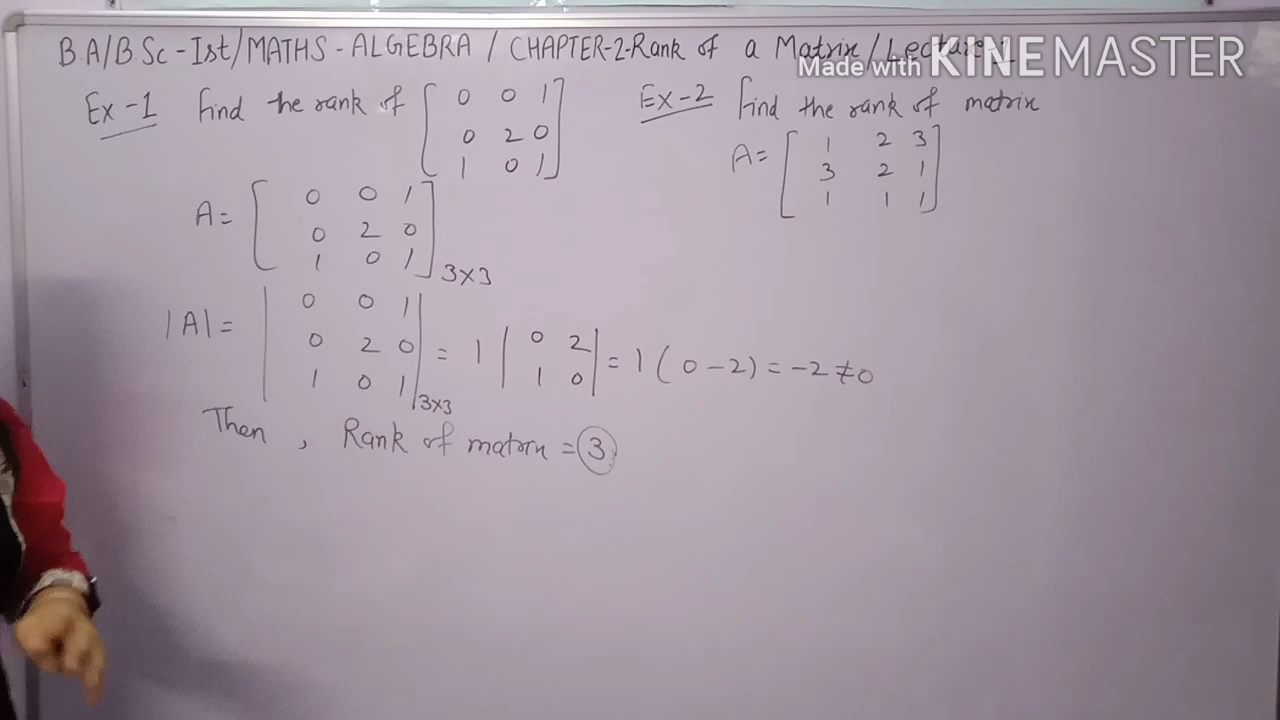 B.A/B.Sc-Ist/MATHS-ALGEBRA/CHAPTER-2-Rank of a Matrix/
Made with KINEMASTER
Ex-1 Find the rank of [0 0 1
0 2 0
1 0 1]
A= [0 0 1
0 2 0
1 0 1]3×3
|A|= |0 0 1
0 2 0
1 0 1|3×3 = 1 |0 2
1 0| = 1(0-2) = -2≠0
Then, Rank of matrix = 3
Ex-2 Find the rank of matrix
A= [1 2 3
3 2 1
1 1 1]